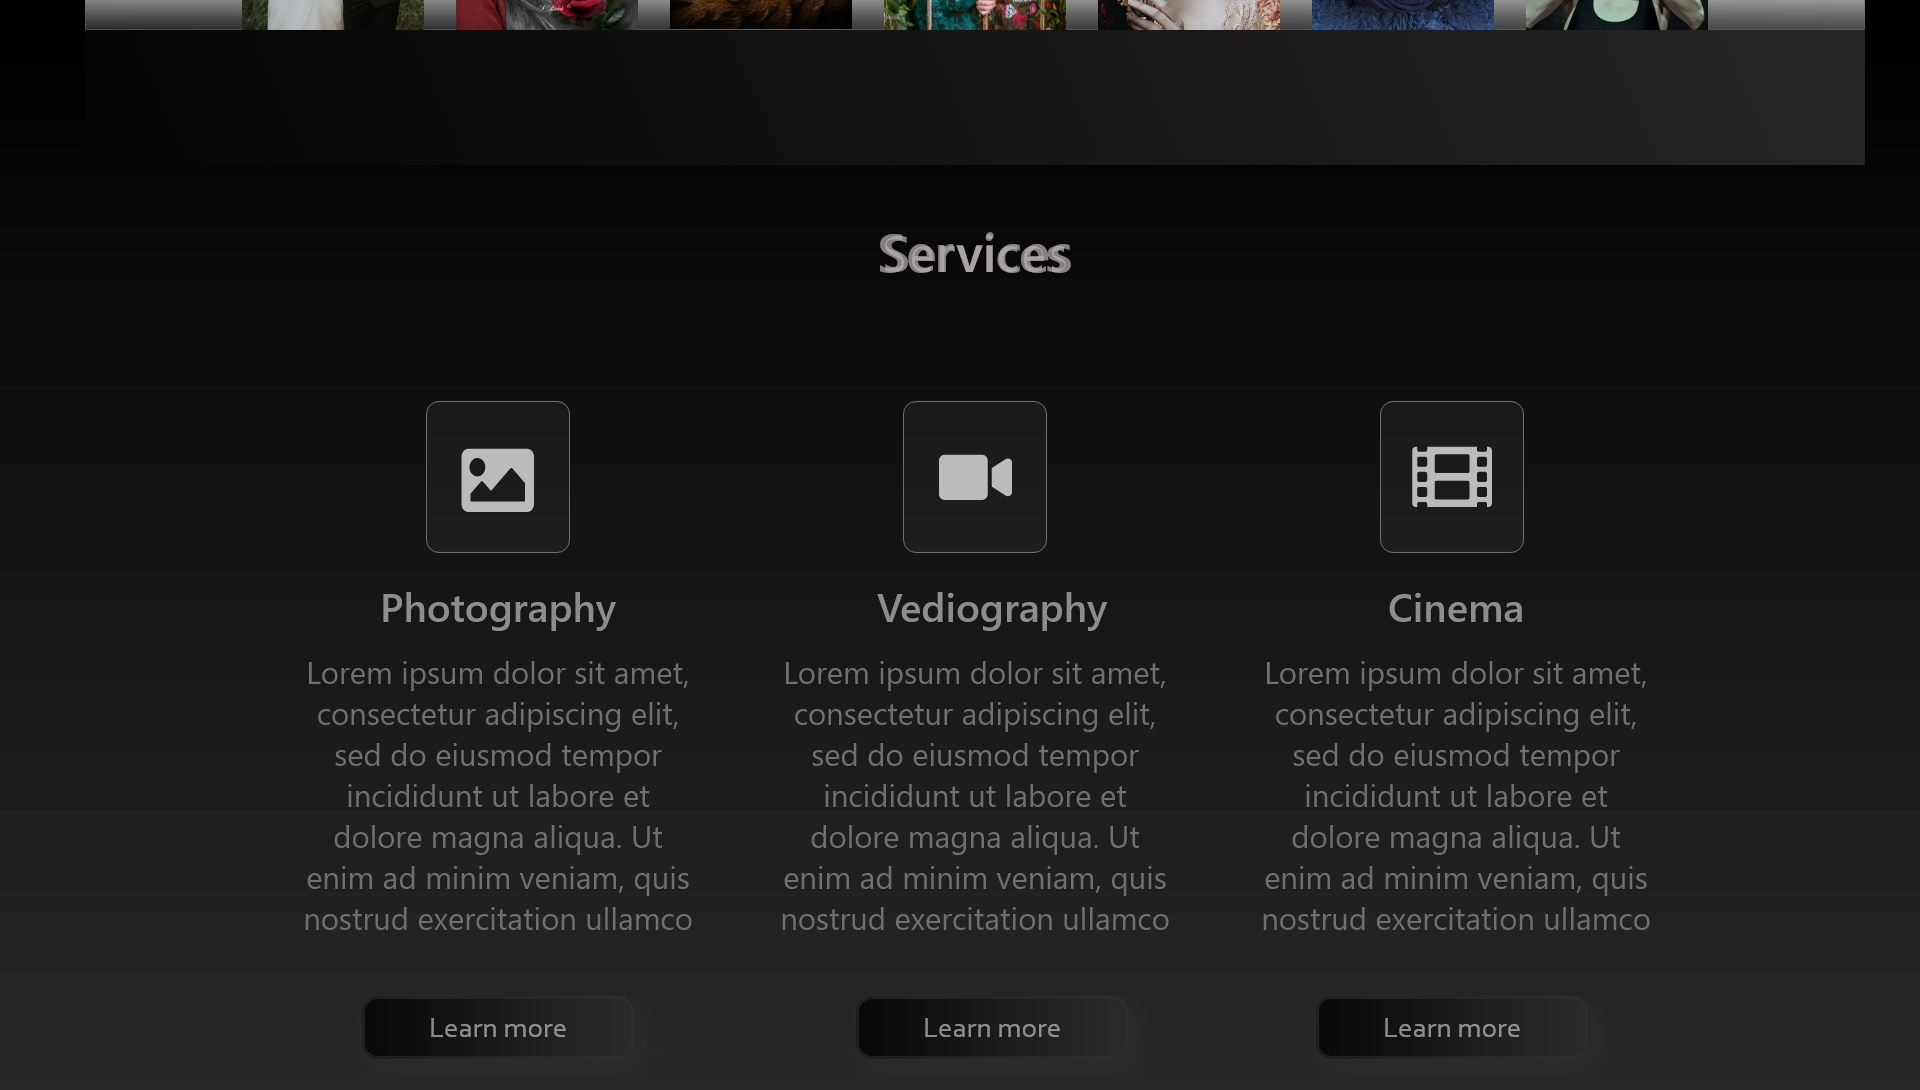 Services
Photography
Lorem ipsum dolor sit amet,
consectetur adipiscing elit,
sed do eiusmod tempor
incididunt ut labore et
dolore magna aliqua. Ut
enim ad minim veniam, quis
nostrud exercitation ullamco
Learn more
Vediography
Lorem ipsum dolor sit amet,
consectetur adipiscing elit,
sed do eiusmod tempor
incididunt ut labore et
dolore magna aliqua. Ut
enim ad minim veniam, quis
nostrud exercitation ullamco
Learn more
Cinema
Lorem ipsum dolor sit amet,
consectetur adipiscing elit,
sed do eiusmod tempor
incididunt ut labore et
dolore magna aliqua. Ut
enim ad minim veniam, quis
nostrud exercitation ullamco
Learn more